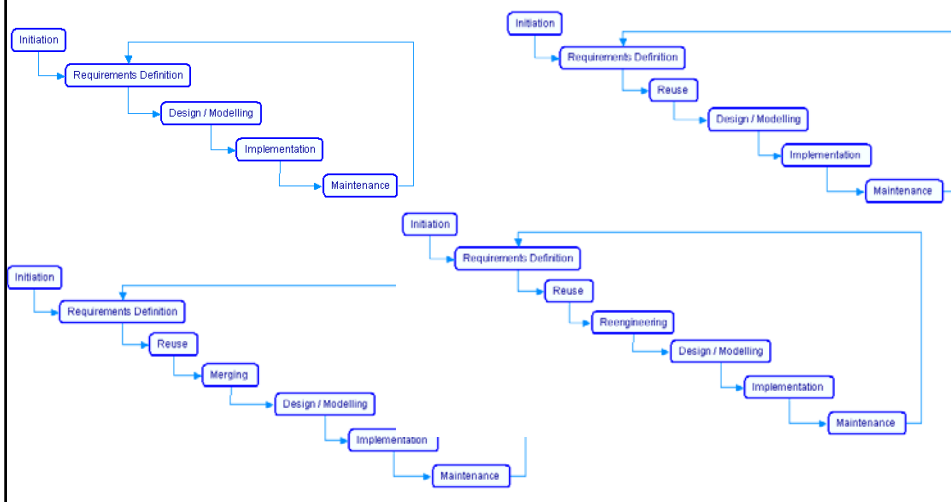 Initiation
Requirements Definition
Design / Modelling
Implementation
Maintenance
Initiation
Requirements Definition
Reuse
Design / Modelling
Implementation
Maintenance
Initiation
Requirements Definition
Reuse
Merging
Design / Modelling
Implementation
Maintenance
Initiation
Requirements Definition
Reuse
Reengineering
Design / Modelling
Implementation
Maintenance